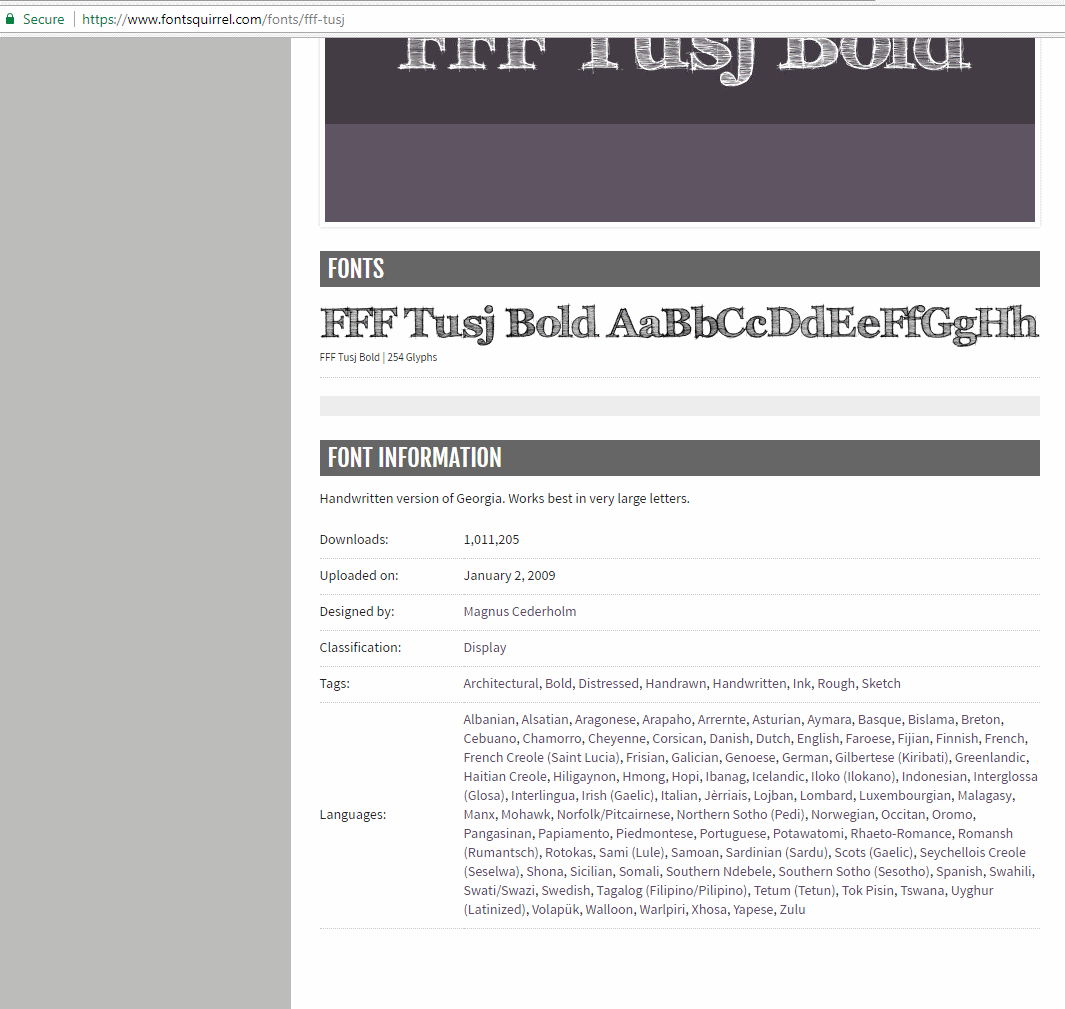 Secure | https://www.fontsquirrel.com/fonts/fff-tusj
FFF Tusj Bold
FONTS
FFF Tusj Bold AaBbCcDdEeFfGgHh
FFF Tusj Bold | 254 Glyphs
FONT INFORMATION
Handwritten version of Georgia. Works best in very large letters.
Downloads: 1,011,205
Uploaded on: January 2, 2009
Designed by: Magnus Cederholm
Classification: Display
Tags: Architectural, Bold, Distressed, Handrawn, Handwritten, Ink, Rough, Sketch
Languages:
Albanian, Alsatian, Aragonese, Arapaho, Arrernte, Asturian, Aymara, Basque, Bislama, Breton,
Cebuano, Chamorro, Cheyenne, Corsican, Danish, Dutch, English, Faroese, Fijian, Finnish, French,
French Creole (Saint Lucia), Frisian, Galician, Genoese, German, Gilbertese (Kiribati), Greenlandic,
Haitian Creole, Hiligaynon, Hmong, Hopi, Ibanag, Icelandic, Iloko (Ilokano), Indonesian, Interglossa
(Glosa), Interlingua, Irish (Gaelic), Italian, Jèrriais, Lojban, Lombard, Luxembourgian, Malagasy,
Manx, Mohawk, Norfolk/Pitcairnese, Northern Sotho (Pedi), Norwegian, Occitan, Oromo,
Pangasinan, Papiamento, Piedmontese, Portuguese, Potawatomi, Rhaeto-Romance, Romansh
(Rumantsch), Rotokas, Sami (Lule), Samoan, Sardinian (Sardu), Scots (Gaelic), Seychellois Creole
(Seselwa), Shona, Sicilian, Somali, Southern Ndebele, Southern Sotho (Sesotho), Spanish, Swahili,
Swati/Swazi, Swedish, Tagalog (Filipino/Pilipino), Tetum (Tetun), Tok Pisin, Tswana, Uyghur
(Latinized), Volapük, Walloon, Warlpiri, Xhosa, Yapese, Zulu